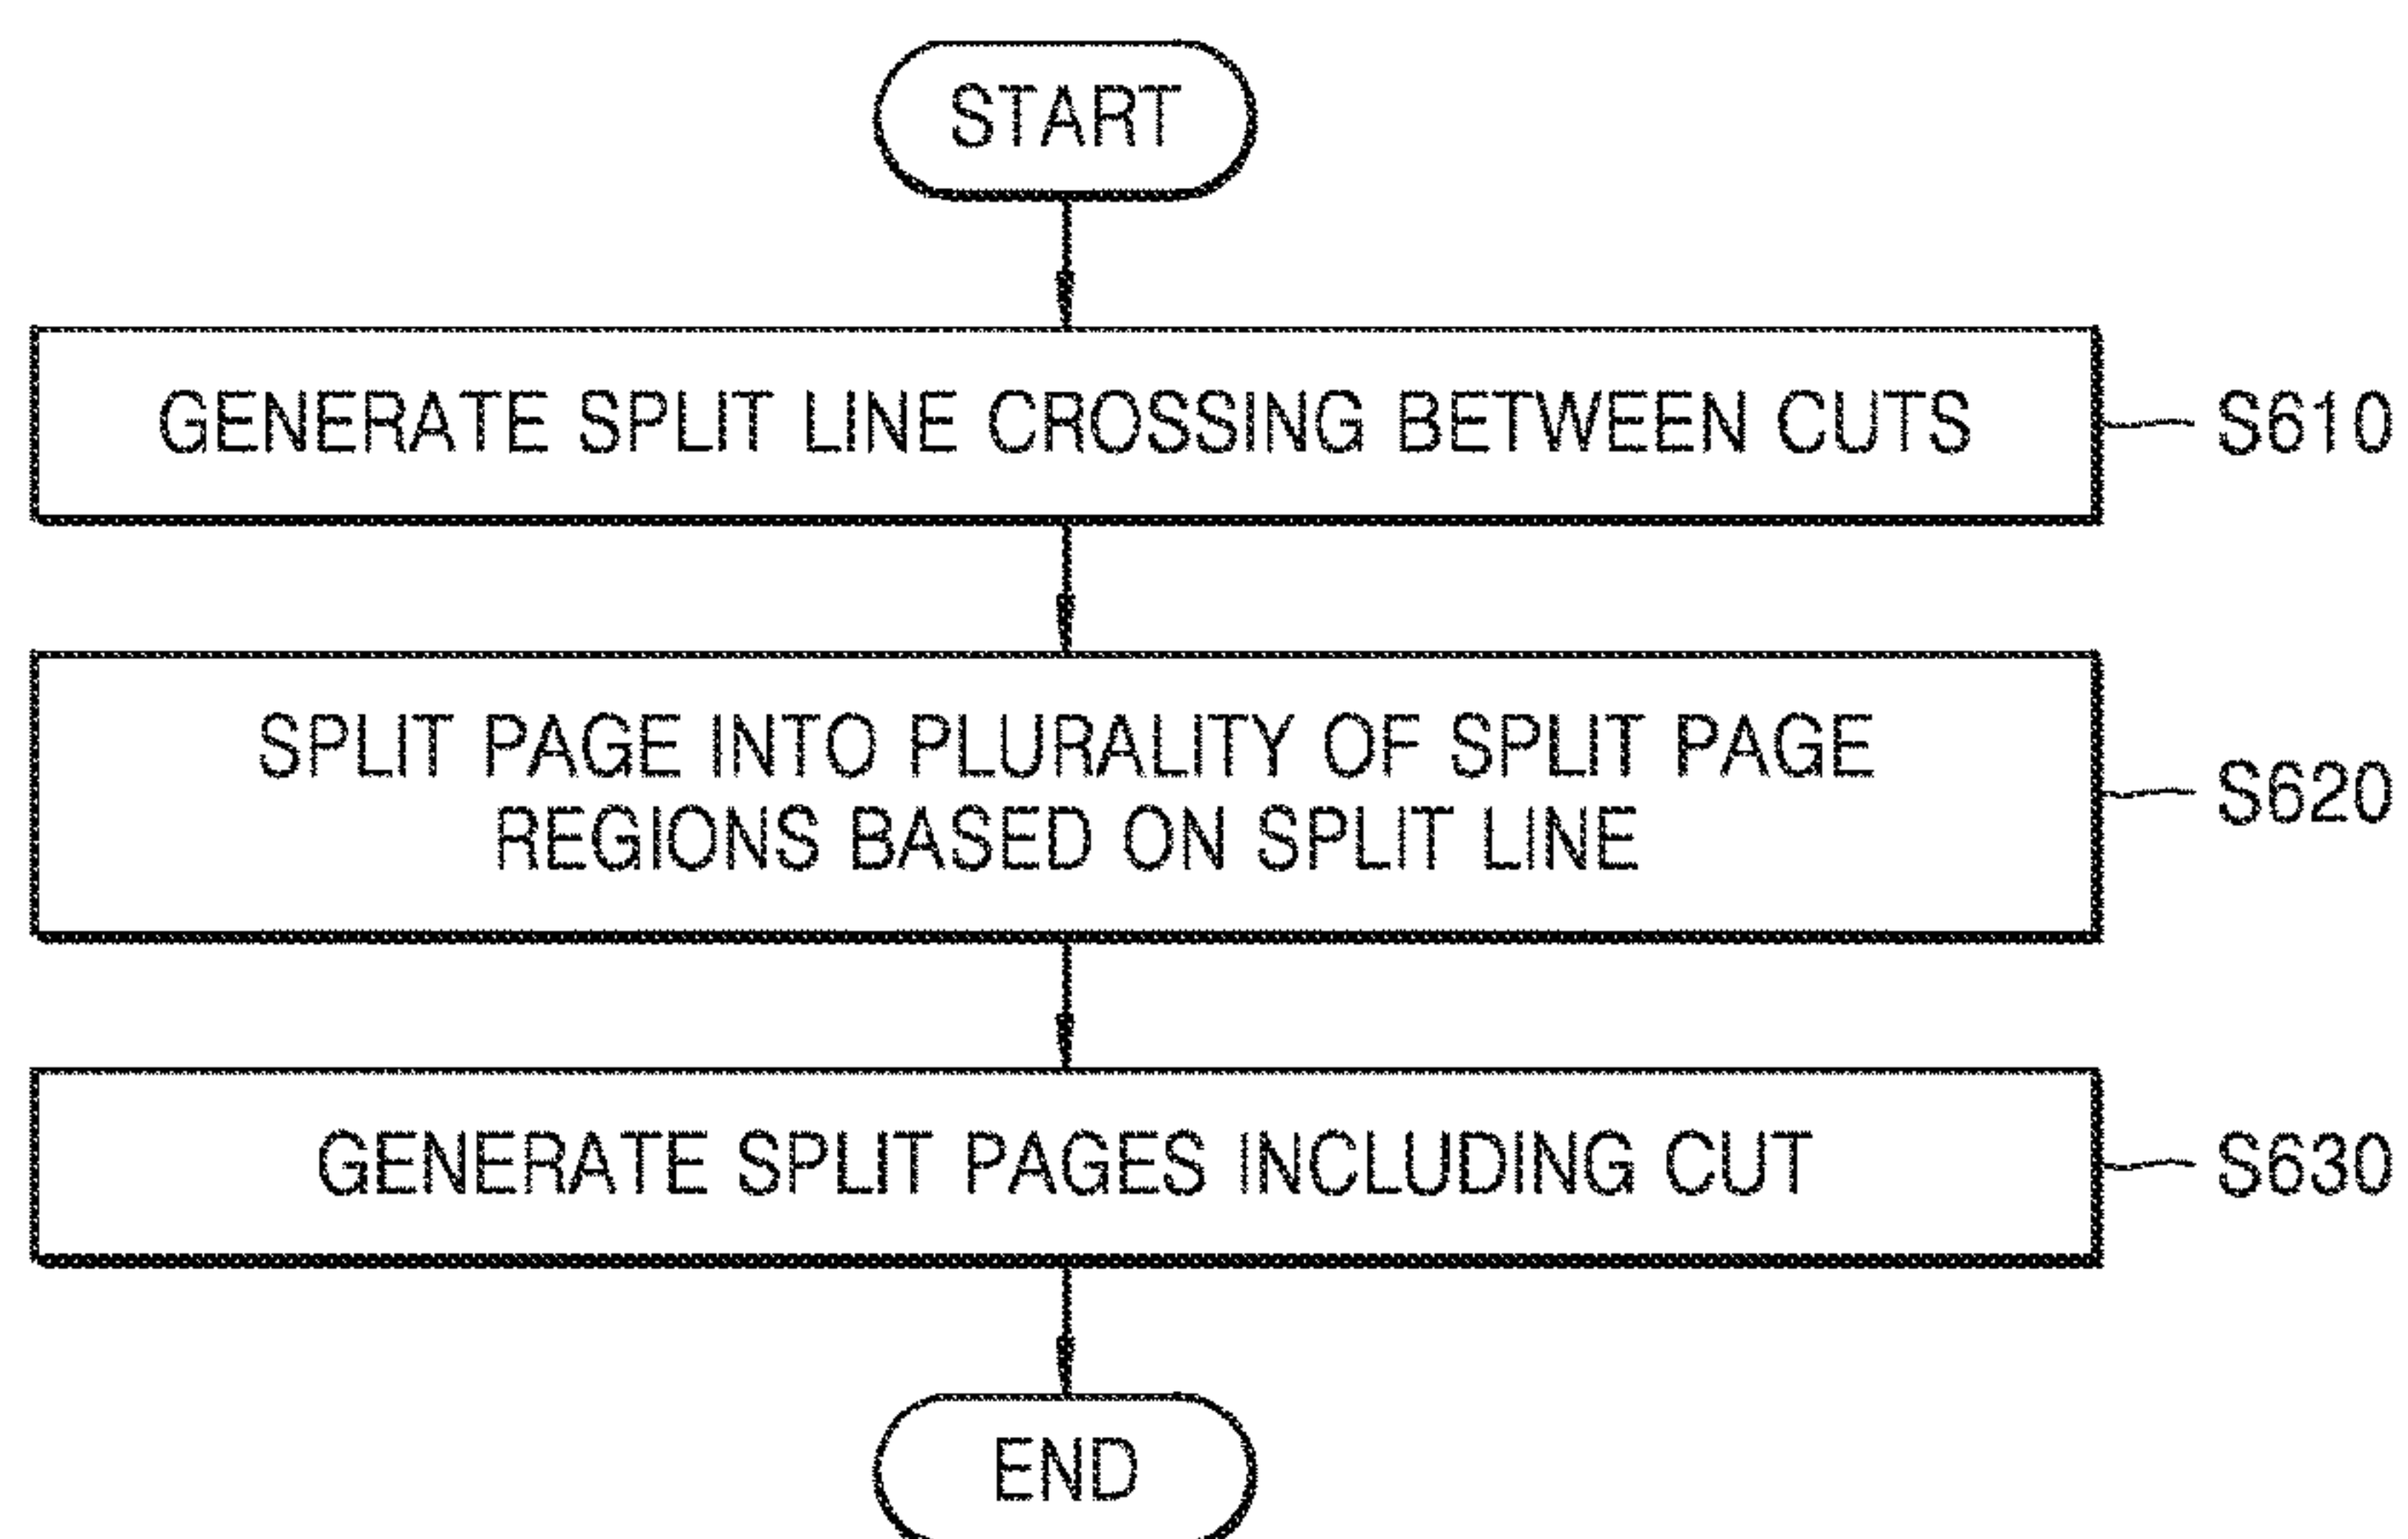 START
GENERATE SPLIT LINE CROSSING BETWEEN CUTS
S610
SPLIT PAGE INTO PLURALITY OF SPLIT PAGE
REGIONS BASED ON SPLIT LINE
S620
GENERATE SPLIT PAGES INCLUDING CUT
S630
END